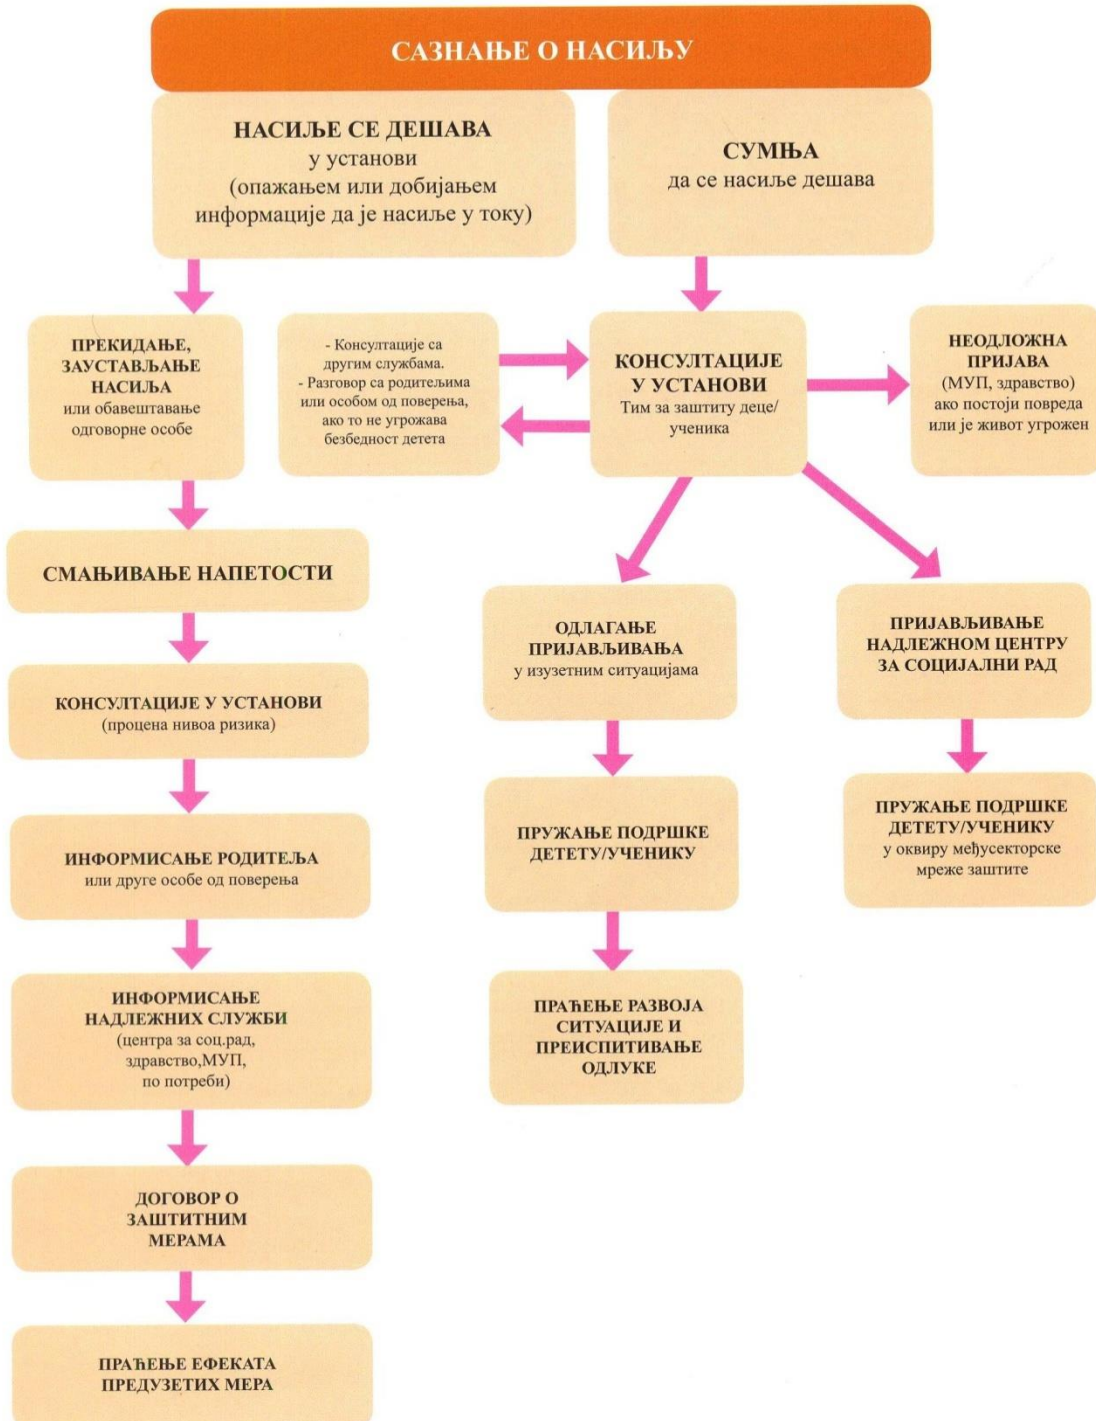 САЗНАЊЕ О НАСИЉУ
НАСИЉЕ СЕ ДЕШАВА
у установи
(опажањем или добијањем
информације да је насиље у току)
СУМЊА
да се насиље дешава
ПРЕКИДАЊЕ,
ЗАУСТАВЉАЊЕ
НАСИЉА
или обавештавање
одговорне особе
- Консултације са
другим службама.
- Разговор са родитељима
или особом од поверења,
ако то не угрожава
безбедност детета
КОНСУЛТАЦИЈЕ
У УСТАНОВИ
Тим за заштиту деце/
ученика
НЕОДЛОЖНА
ПРИЈАВА
(МУП, здравство)
ако постоји повреда
или је живот угрожен
СМАЊИВАЊЕ НАПЕТОСТИ
КОНСУЛТАЦИЈЕ У УСТАНОВИ
(процена нивоа ризика)
ИНФОРМИСАЊЕ РОДИТЕЉА
или друге особе од поверења
ИНФОРМИСАЊЕ
НАДЛЕЖНИХ СЛУЖБИ
(центра за соц.рад,
здравство,МУП,
по потреби)
ДОГОВОР О
ЗАШТИТНИМ
МЕРАМА
ПРАЋЕЊЕ ЕФЕКАТА
ПРЕДУЗЕТИХ МЕРА
ОДЛАГАЊЕ
ПРИЈАВЉИВАЊА
у изузетним ситуацијама
ПРУЖАЊЕ ПОДРШКЕ
ДЕТЕТУ/УЧЕНИКУ
ПРАЋЕЊЕ РАЗВОЈА
СИТУАЦИЈЕ И
ПРЕИСПИТИВАЊЕ
ОДЛУКЕ
ПРИЈАВЉИВАЊЕ
НАДЛЕЖНОМ ЦЕНТРУ
ЗА СОЦИЈАЛНИ РАД
ПРУЖАЊЕ ПОДРШКЕ
ДЕТЕТУ/УЧЕНИКУ
у оквиру међусекторске
мреже заштите